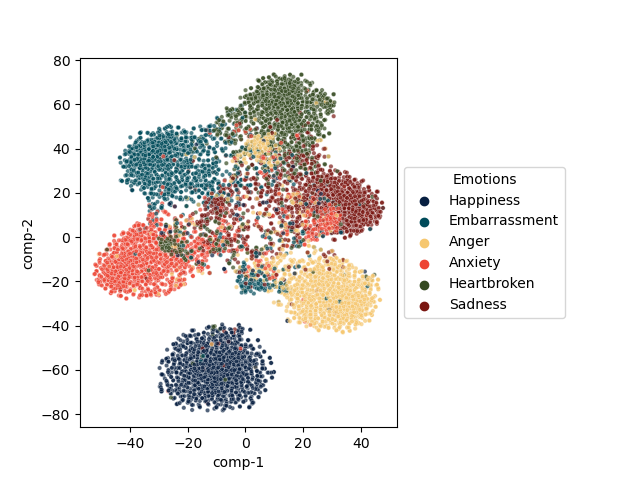 80
60
40
20
0
−20
−40
−60
−80
comp-2
−40 −20 0 20 40
comp-1
Emotions
Happiness
Embarrassment
Anger
Anxiety
Heartbroken
Sadness